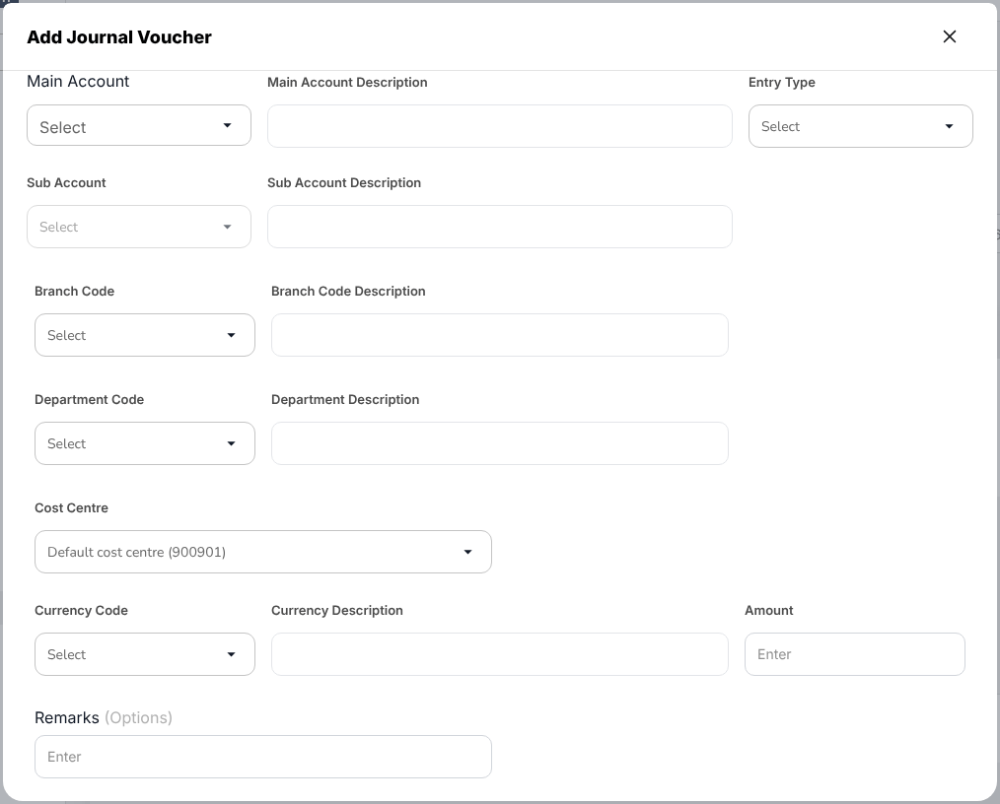 Add Journal Voucher
Main Account
Main Account Description
Entry Type
Select
Select
Sub Account
Sub Account Description
Select
Branch Code
Branch Code Description
Select
Department Code
Department Description
Select
Cost Centre
Default cost centre (900901)
Currency Code
Currency Description
Amount
Select
Enter
Remarks (Options)
Enter